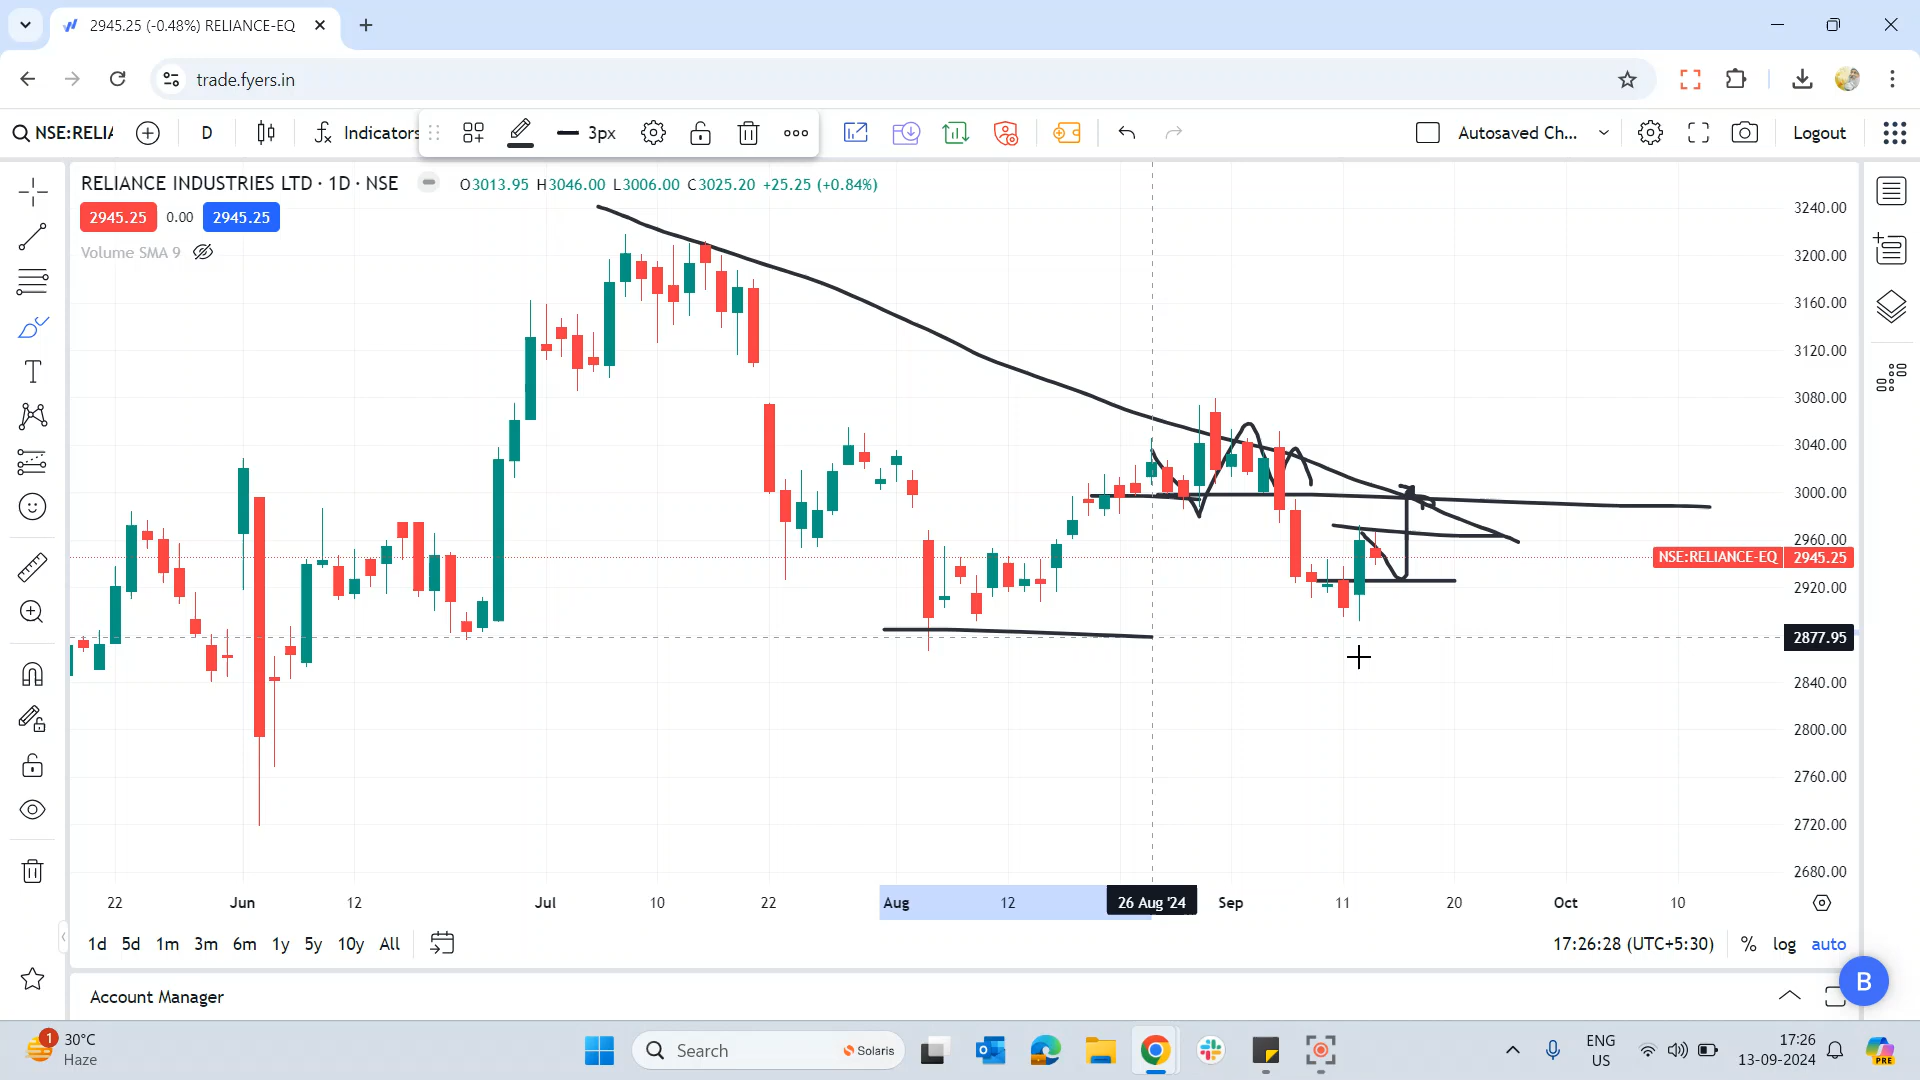 2945.25 (-0.48%) RELIANCE-EQ
trade.fyers.in
NSE:RELIA
D
Indicators
3px
Autosaved Ch...
Logout
RELIANCE INDUSTRIES LTD · 1D · NSE
O3013.95 H3046.00 L3006.00 C3025.20 +25.25 (+0.84%)
2945.25 0.00 2945.25
Volume SMA 9
3240.00
3200.00
3160.00
3120.00
3080.00
3040.00
3000.00
2960.00
NSE:RELIANCE-EQ 2945.25
2920.00
2877.95
2840.00
2800.00
2760.00
2720.00
2680.00
22 Jun 12 Jul 10 22 Aug 12 26 Aug '24 Sep 11 20 Oct 10
1d 5d 1m 3m 6m 1y 5y 10y All
17:26:28 (UTC+5:30) % log auto
B
Account Manager
1
30°C
Haze
Search
Solaris
ENG
US
17:26
13-09-2024
PRE